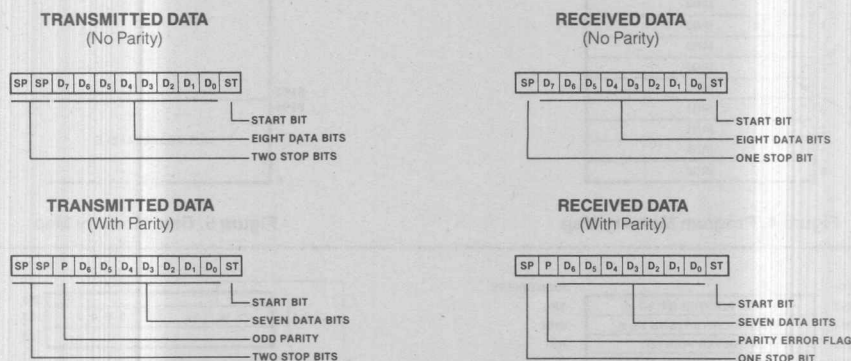 TRANSMITTED DATA
(No Parity)
SP SP D₇ D₆ D₅ D₄ D₃ D₂ D₁ D₀ ST
START BIT
EIGHT DATA BITS
TWO STOP BITS
RECEIVED DATA
(No Parity)
SP D₇ D₆ D₅ D₄ D₃ D₂ D₁ D₀ ST
START BIT
EIGHT DATA BITS
ONE STOP BIT
TRANSMITTED DATA
(With Parity)
SP SP P D₆ D₅ D₄ D₃ D₂ D₁ D₀ ST
START BIT
SEVEN DATA BITS
ODD PARITY
TWO STOP BITS
RECEIVED DATA
(With Parity)
SP P D₆ D₅ D₄ D₃ D₂ D₁ D₀ ST
START BIT
SEVEN DATA BITS
PARITY ERROR FLAG
ONE STOP BIT